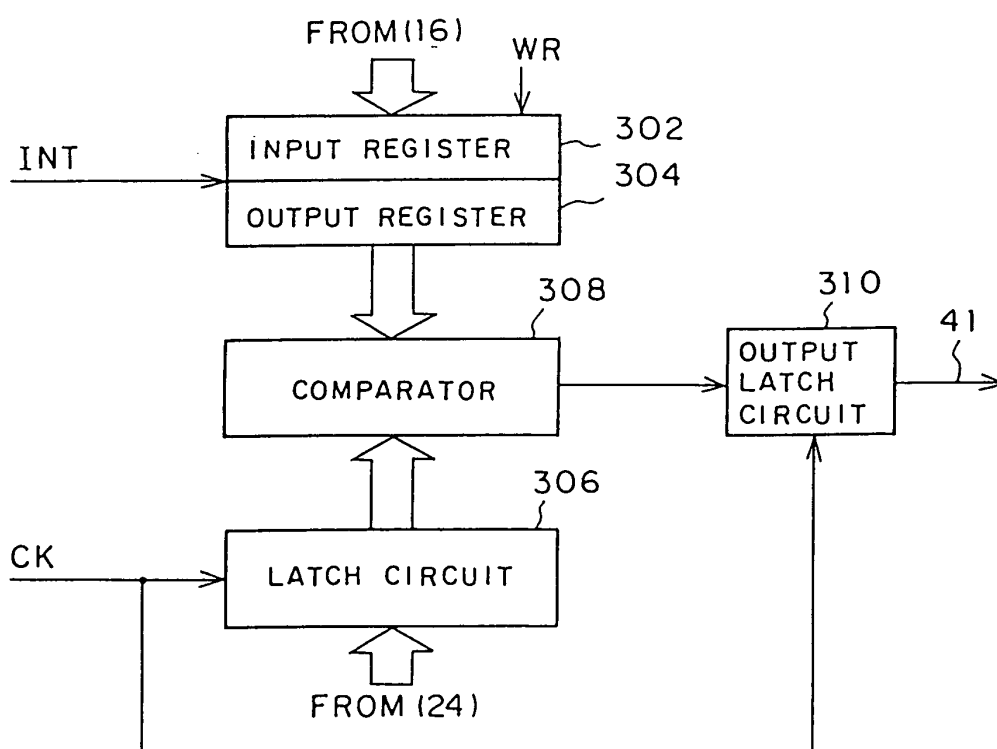 FROM (16)
WR
302
INPUT REGISTER
INT
304
OUTPUT REGISTER
308
310
41
COMPARATOR
OUTPUT
LATCH
CIRCUIT
306
CK
LATCH CIRCUIT
FROM (24)